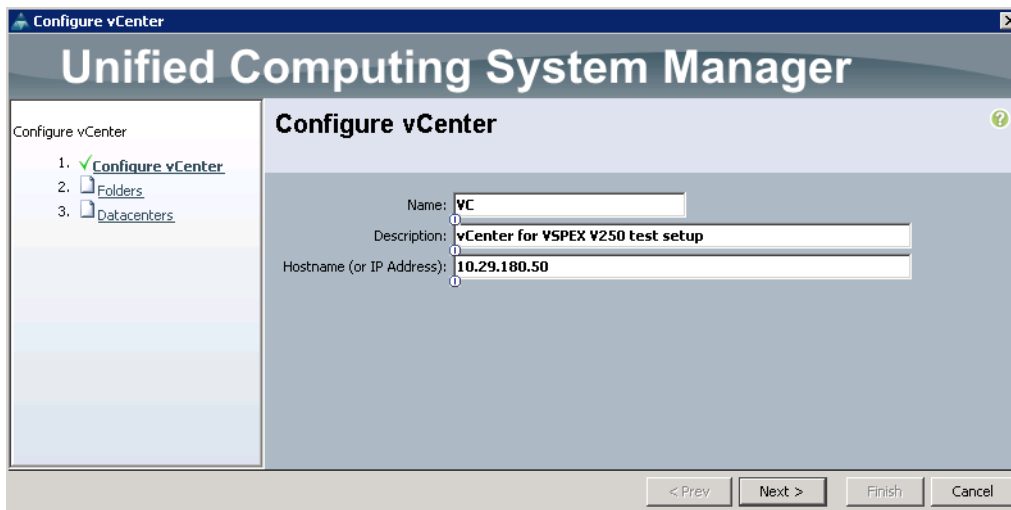 Configure vCenter
Unified Computing System Manager
Configure vCenter
1. Configure vCenter
2. Folders
3. Datacenters
Configure vCenter
Name: VC
Description: vCenter for VSPEX V250 test setup
Hostname (or IP Address): 10.29.180.50
< Prev
Next >
Finish
Cancel